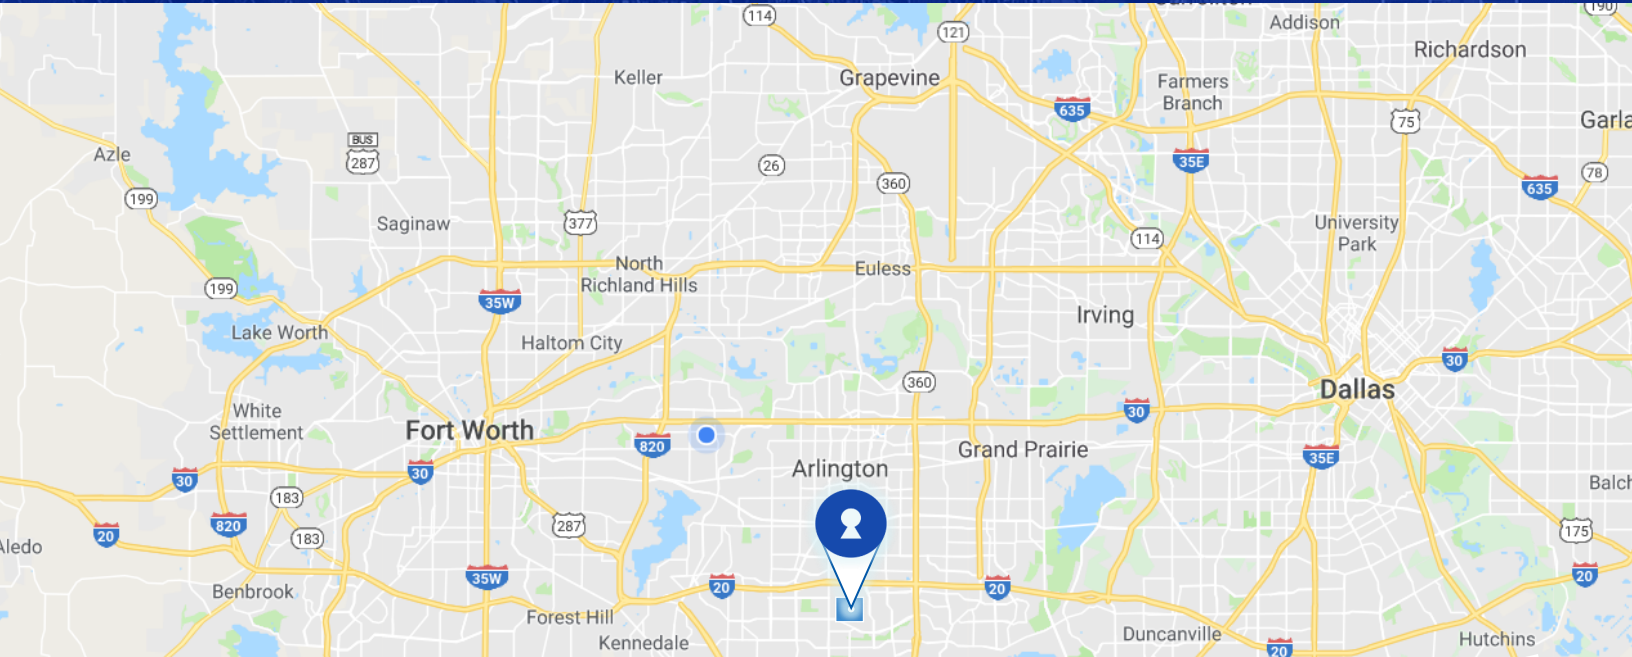 114
121
Addison
190
Richardson
Keller
Grapevine
Farmers
Branch
635
75
Garla
BUS
287
Azle
26
35E
78
199
360
635
Saginaw
377
University
Park
114
North
Richland Hills
Euless
199
35W
Irving
Lake Worth
Haltom City
30
360
Dallas
White
Settlement
30
Fort Worth
820
Grand Prairie
35E
Arlington
30
30
183
Balch
820
287
175
20
183
Aledo
35W
20
20
20
Benbrook
Forest Hill
Kennedale
Duncanville
20
Hutchins